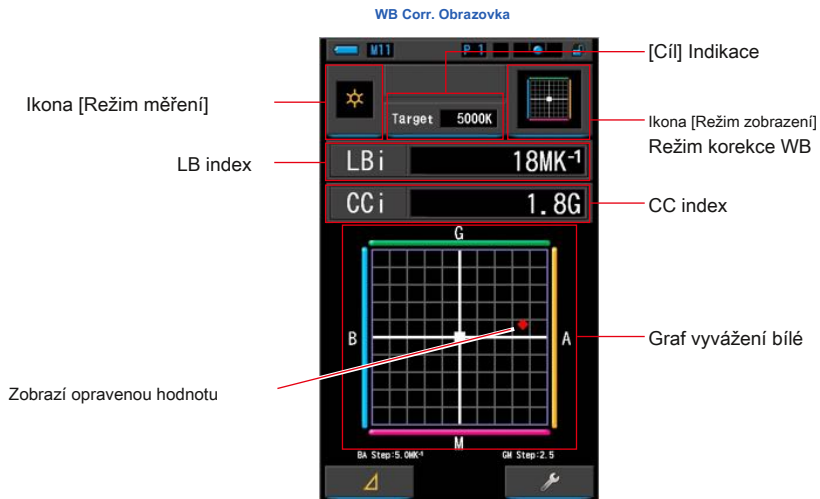 WB Corr. Obrazovka
M11 P 1
[Cíl] Indikace
Ikona [Režim měření]
Target 5000K
Ikona [Režim zobrazení]
Režim korekce WB
LB index
LBi 18MK-1
CCi 1.8G
CC index
G
B
A
Graf vyvážení bílé
Zobrazí opravenou hodnotu
M
BA Step:5.0MK-1 GM Step:2.5